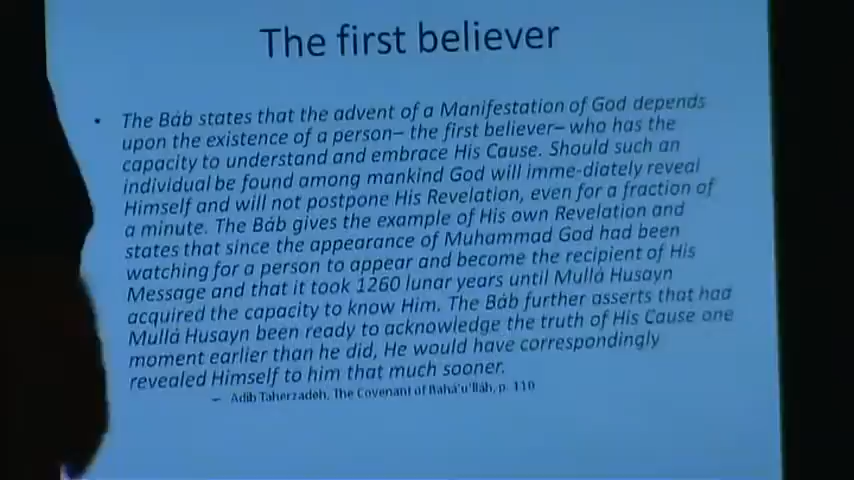 The first believer
• The Báb states that the advent of a Manifestation of God depends
upon the existence of a person– the first believer– who has the
capacity to understand and embrace His Cause. Should such an
individual be found among mankind God will imme-diately reveal
Himself and will not postpone His Revelation, even for a fraction of
a minute. The Báb gives the example of His own Revelation and
states that since the appearance of Muhammad God had been
watching for a person to appear and become the recipient of His
Message and that it took 1260 lunar years until Mullá Husayn
acquired the capacity to know Him. The Báb further asserts that had
Mullá Husayn been ready to acknowledge the truth of His Cause one
moment earlier than he did, He would have correspondingly
revealed Himself to him that much sooner.
– Adib Taherzadeh, The Covenant of Bahá'u'lláh, p. 110